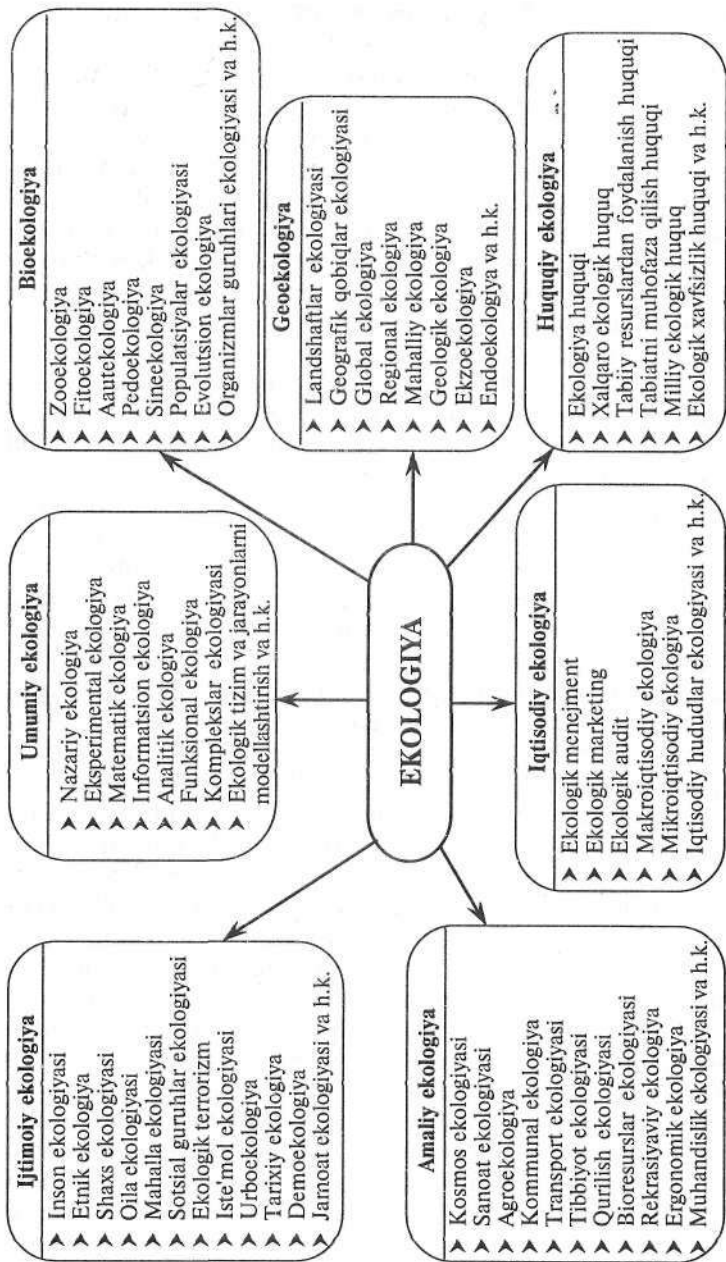 Ijtimoiy ekologiya
Inson ekologiyasi
Etnik ekologiya
Shaxs ekologiyasi
Oila ekologiyasi
Mahalla ekologiyasi
Sotsial guruhlar ekologiyasi
Ekologik terrorizm
Iste'mol ekologiyasi
Urboekologiya
Tarixiy ekologiya
Demoekologiya
Jamoat ekologiyasi va h.k.
Umumiy ekologiya
Nazariy ekologiya
Eksperimental ekologiya
Matematik ekologiya
Informatsion ekologiya
Analitik ekologiya
Funksional ekologiya
Komplekslar ekologiyasi
Ekologik tizim va jarayonlarni
modellashtirish va h.k.
Bioekologiya
Zooekologiya
Fitoekologiya
Aautekologiya
Pedoekologiya
Sineekologiya
Populatsiyalar ekologiyasi
Evolutsion ekologiya
Organizmlar guruhlari ekologiyasi va h.k.
EKOLOGIYA
Geoekologiya
Landshaftlar ekologiyasi
Geografik qobiqlar ekologiyasi
Global ekologiya
Regional ekologiya
Mahalliy ekologiya
Geologik ekologiya
Ekzoekologiya
Endoekologiya va h.k.
Amaliy ekologiya
Kosmos ekologiyasi
Sanoat ekologiyasi
Agroekologiya
Kommunal ekologiya
Transport ekologiyasi
Tibbiyot ekologiyasi
Qurilish ekologiyasi
Bioresurslar ekologiyasi
Rekrasiyaviy ekologiya
Ergonomik ekologiya
Muhandislik ekologiyasi va h.k.
Iqtisodiy ekologiya
Ekologik menejment
Ekologik marketing
Ekologik audit
Makroiqtisodiy ekologiya
Mikroiqtisodiy ekologiya
Iqtisodiy hududlar ekologiyasi va h.k.
Huquqiy ekologiya
Ekologiya huquqi
Xalqaro ekologik huquq
Tabiiy resurslardan foydalanish huquqi
Tabiatni muhofaza qilish huquqi
Milliy ekologik huquq
Ekologik xavfsizlik huquqi va h.k.